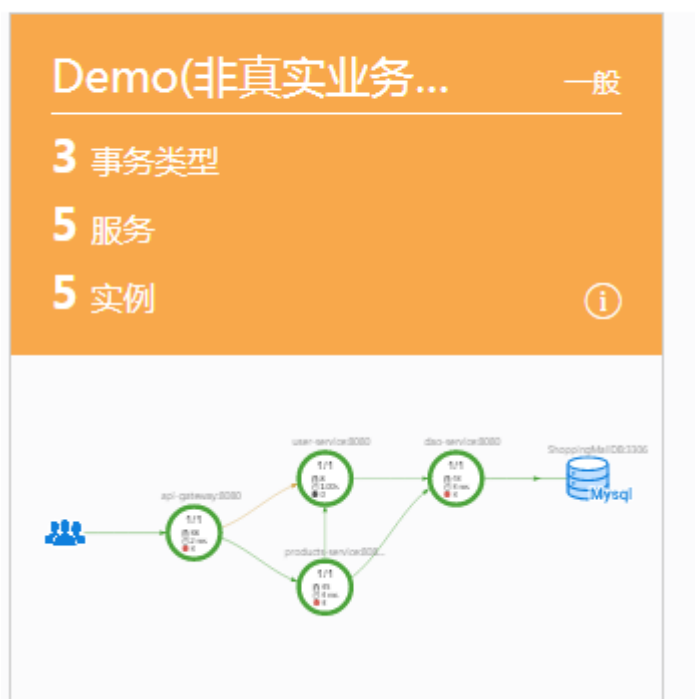 Demo(非真实业务...
一般
3 事务类型
5 服务
5 实例
user-service:8080
dao-service:8080
ShoppingMallDB:3306
1/1
1/1
Mysql
api-gateway:8080
1/1
products-service:808...
1/1